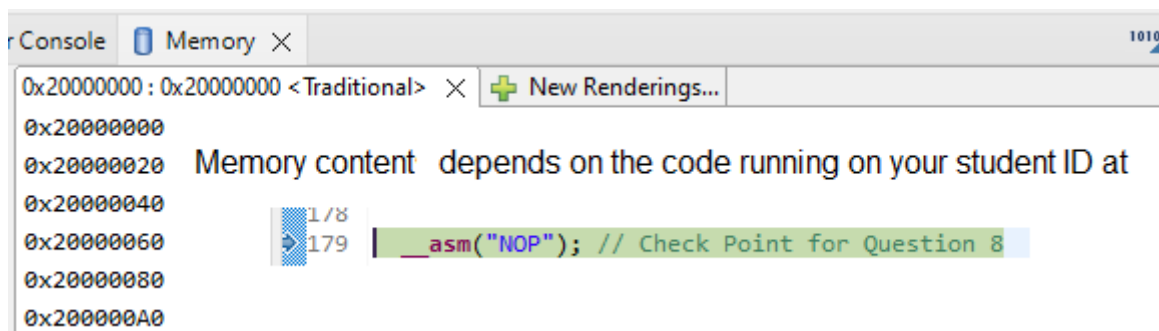 r Console Memory
1010
0x20000000 : 0x20000000 <Traditional> New Renderings...
0x20000000
0x20000020 Memory content depends on the code running on your student ID at
0x20000040
178
0x20000060
179 __asm("NOP"); // Check Point for Question 8
0x20000080
0x200000A0